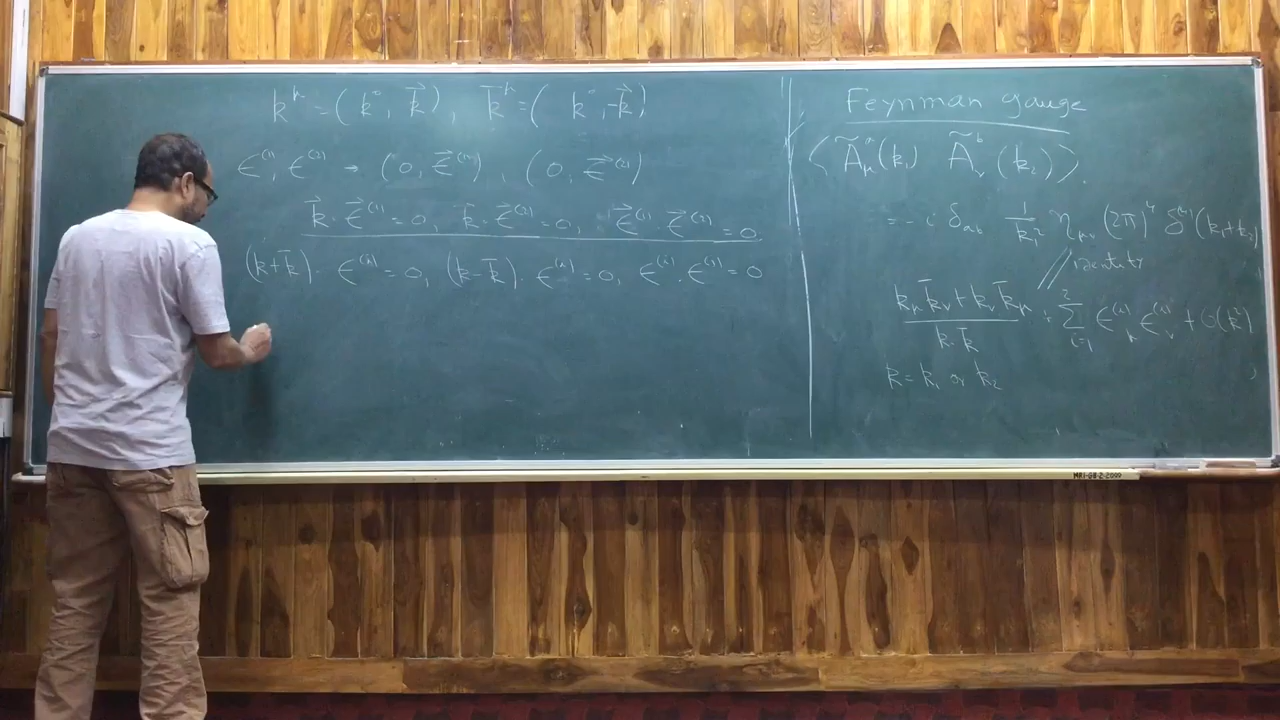 k^μ = (k^0, \vec{k}), \bar{k}^μ = (k^0, -\vec{k})
ε^{(1)}, ε^{(2)} → (0, \vec{ε}^{(1)}), (0, \vec{ε}^{(2)})
\vec{k}·\vec{ε}^{(1)} = 0, \vec{k}·\vec{ε}^{(2)} = 0, \vec{ε}^{(1)}·\vec{ε}^{(2)} = 0
(k+\bar{k})·ε^{(i)} = 0, (k-\bar{k})·ε^{(i)} = 0, ε^{(i)}·ε^{(j)} = 0
Feynman gauge
⟨\tilde{A}^a_μ(k_1) \tilde{A}^b_ν(k_2)⟩
= -i δ_{ab} \frac{1}{k_1^2} η_{μν} (2π)^4 δ^{(4)}(k_1+k_2)
// identity
\frac{k_μ \bar{k}_ν + k_ν \bar{k}_μ}{k·\bar{k}} + \sum_{i=1}^{2} ε^{(i)}_μ ε^{(i)}_ν + O(k^2)
k = k_1 or k_2
MRI-GB-2-2000